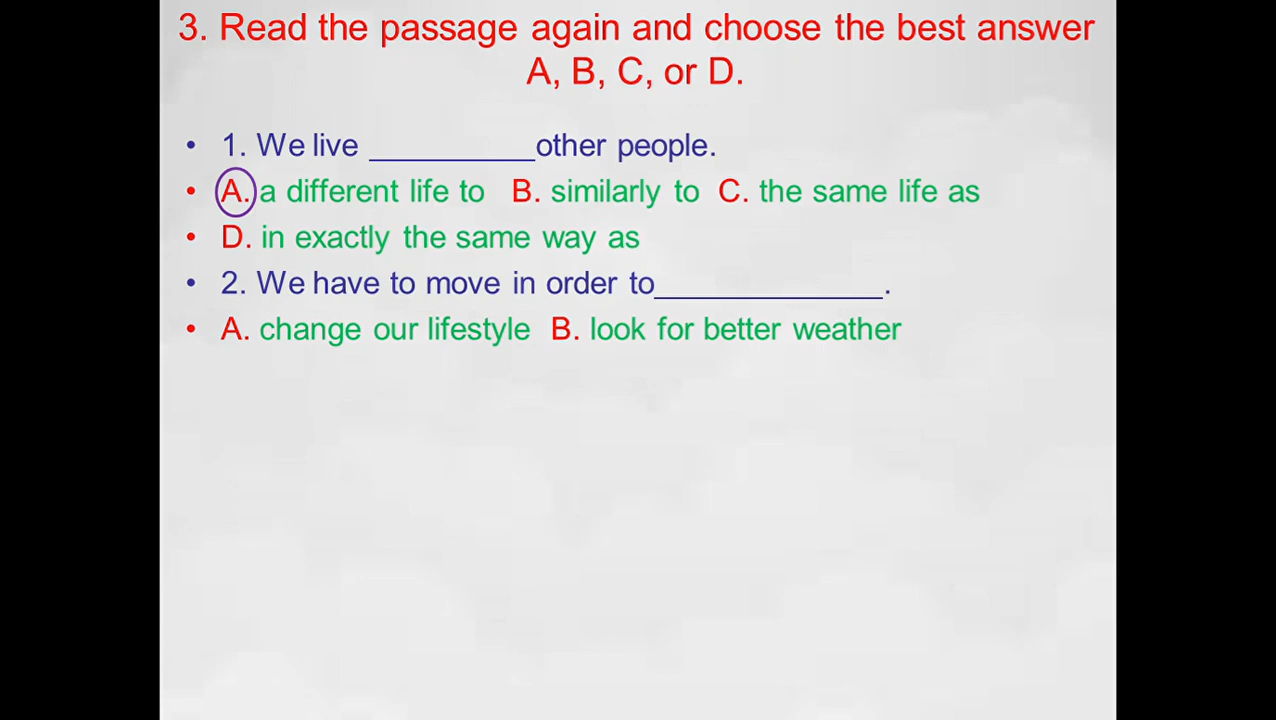 3. Read the passage again and choose the best answer
A, B, C, or D.
• 1. We live __________other people.
• A. a different life to B. similarly to C. the same life as
• D. in exactly the same way as
• 2. We have to move in order to______________.
• A. change our lifestyle B. look for better weather